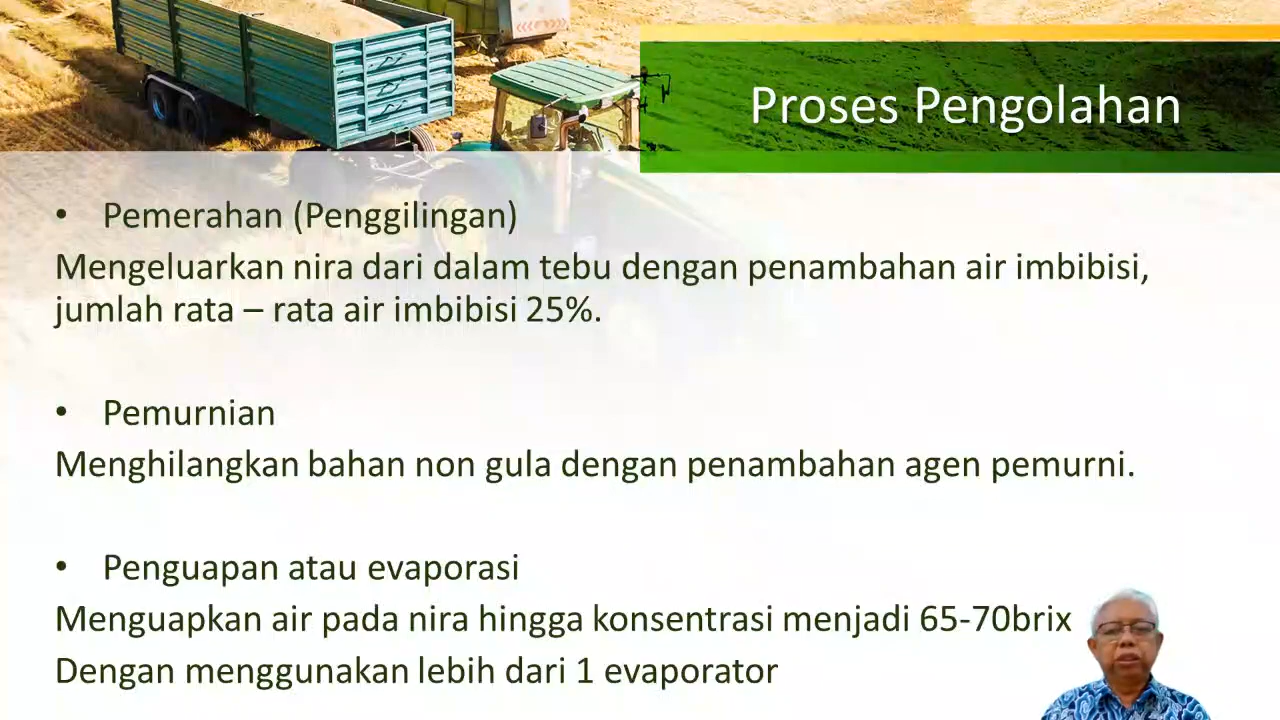 Proses Pengolahan
• Pemerahan (Penggilingan)
Mengeluarkan nira dari dalam tebu dengan penambahan air imbibisi,
jumlah rata – rata air imbibisi 25%.
• Pemurnian
Menghilangkan bahan non gula dengan penambahan agen pemurni.
• Penguapan atau evaporasi
Menguapkan air pada nira hingga konsentrasi menjadi 65-70brix
Dengan menggunakan lebih dari 1 evaporator